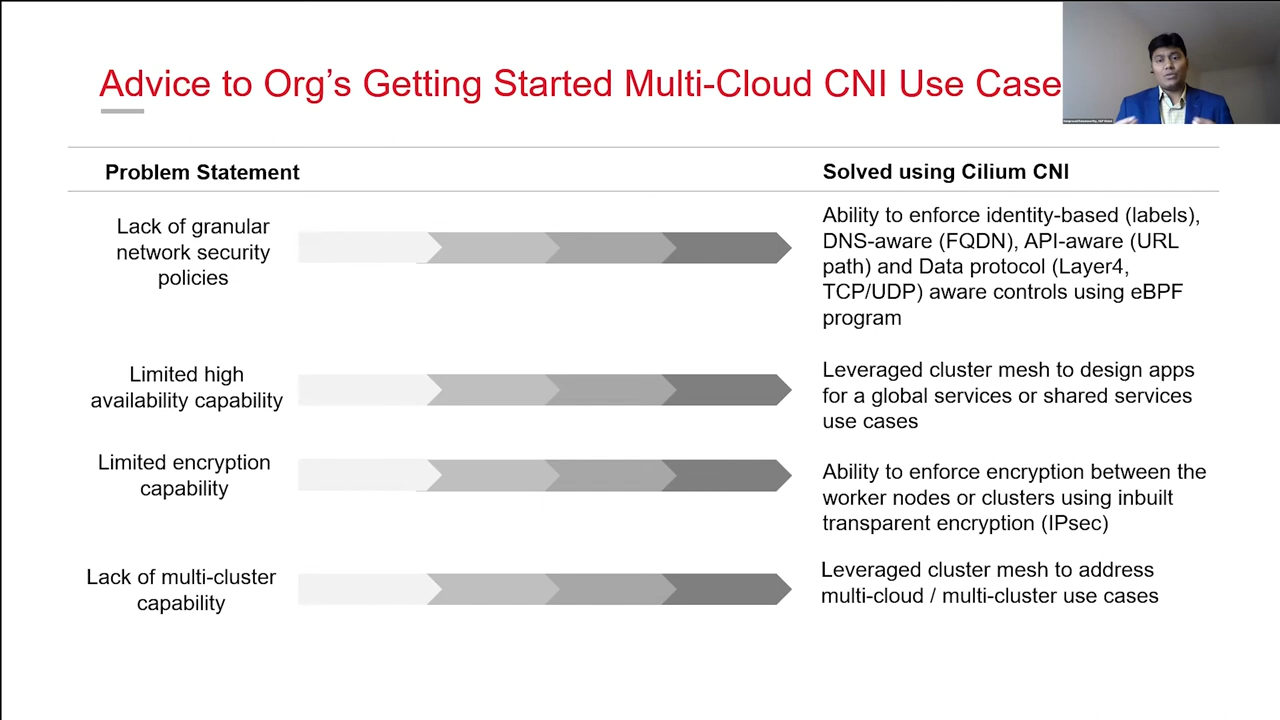 Advice to Org's Getting Started Multi-Cloud CNI Use Case
Problem Statement
Solved using Cilium CNI
Lack of granular
network security
policies
Ability to enforce identity-based (labels),
DNS-aware (FQDN), API-aware (URL
path) and Data protocol (Layer4,
TCP/UDP) aware controls using eBPF
program
Limited high
availability capability
Leveraged cluster mesh to design apps
for a global services or shared services
use cases
Limited encryption
capability
Ability to enforce encryption between the
worker nodes or clusters using inbuilt
transparent encryption (IPsec)
Lack of multi-cluster
capability
Leveraged cluster mesh to address
multi-cloud / multi-cluster use cases